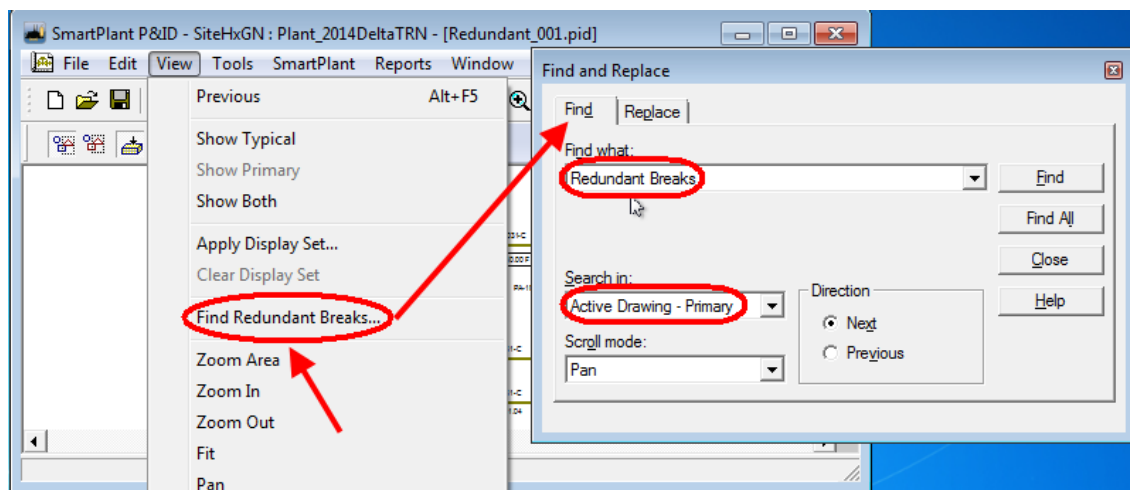 SmartPlant P&ID - SiteHxGN : Plant_2014DeltaTRN - [Redundant_001.pid]
File Edit View Tools SmartPlant Reports Window
Previous Alt+F5
Show Typical
Show Primary
Show Both
Apply Display Set...
Clear Display Set
Find Redundant Breaks...
Zoom Area
Zoom In
Zoom Out
Fit
Pan
Find and Replace
Find Replace
Find what:
Redundant Breaks
Find
Find All
Close
Help
Search in:
Active Drawing - Primary
Scroll mode:
Pan
Direction
Next
Previous